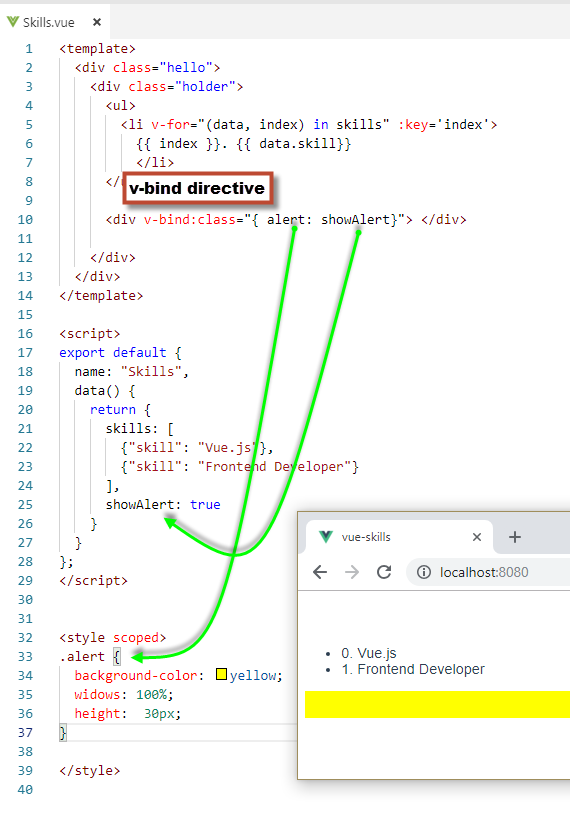 Skills.vue ×
1 <template>
2 <div class="hello">
3 <div class="holder">
4 <ul>
5 <li v-for="(data, index) in skills" :key='index'>
6 {{ index }}. {{ data.skill}}
7 </li>
8 </
v-bind directive
9
10 <div v-bind:class="{ alert: showAlert}"> </div>
11
12 </div>
13 </div>
14 </template>
15
16 <script>
17 export default {
18 name: "Skills",
19 data() {
20 return {
21 skills: [
22 {"skill": "Vue.js"},
23 {"skill": "Frontend Developer"}
24 ],
25 showAlert: true
26 }
27 }
28 };
29 </script>
30
31
32 <style scoped>
33 .alert {
34 background-color: yellow;
35 widows: 100%;
36 height: 30px;
37 }
38
39 </style>
40
vue-skills × +
localhost:8080
• 0. Vue.js
• 1. Frontend Developer